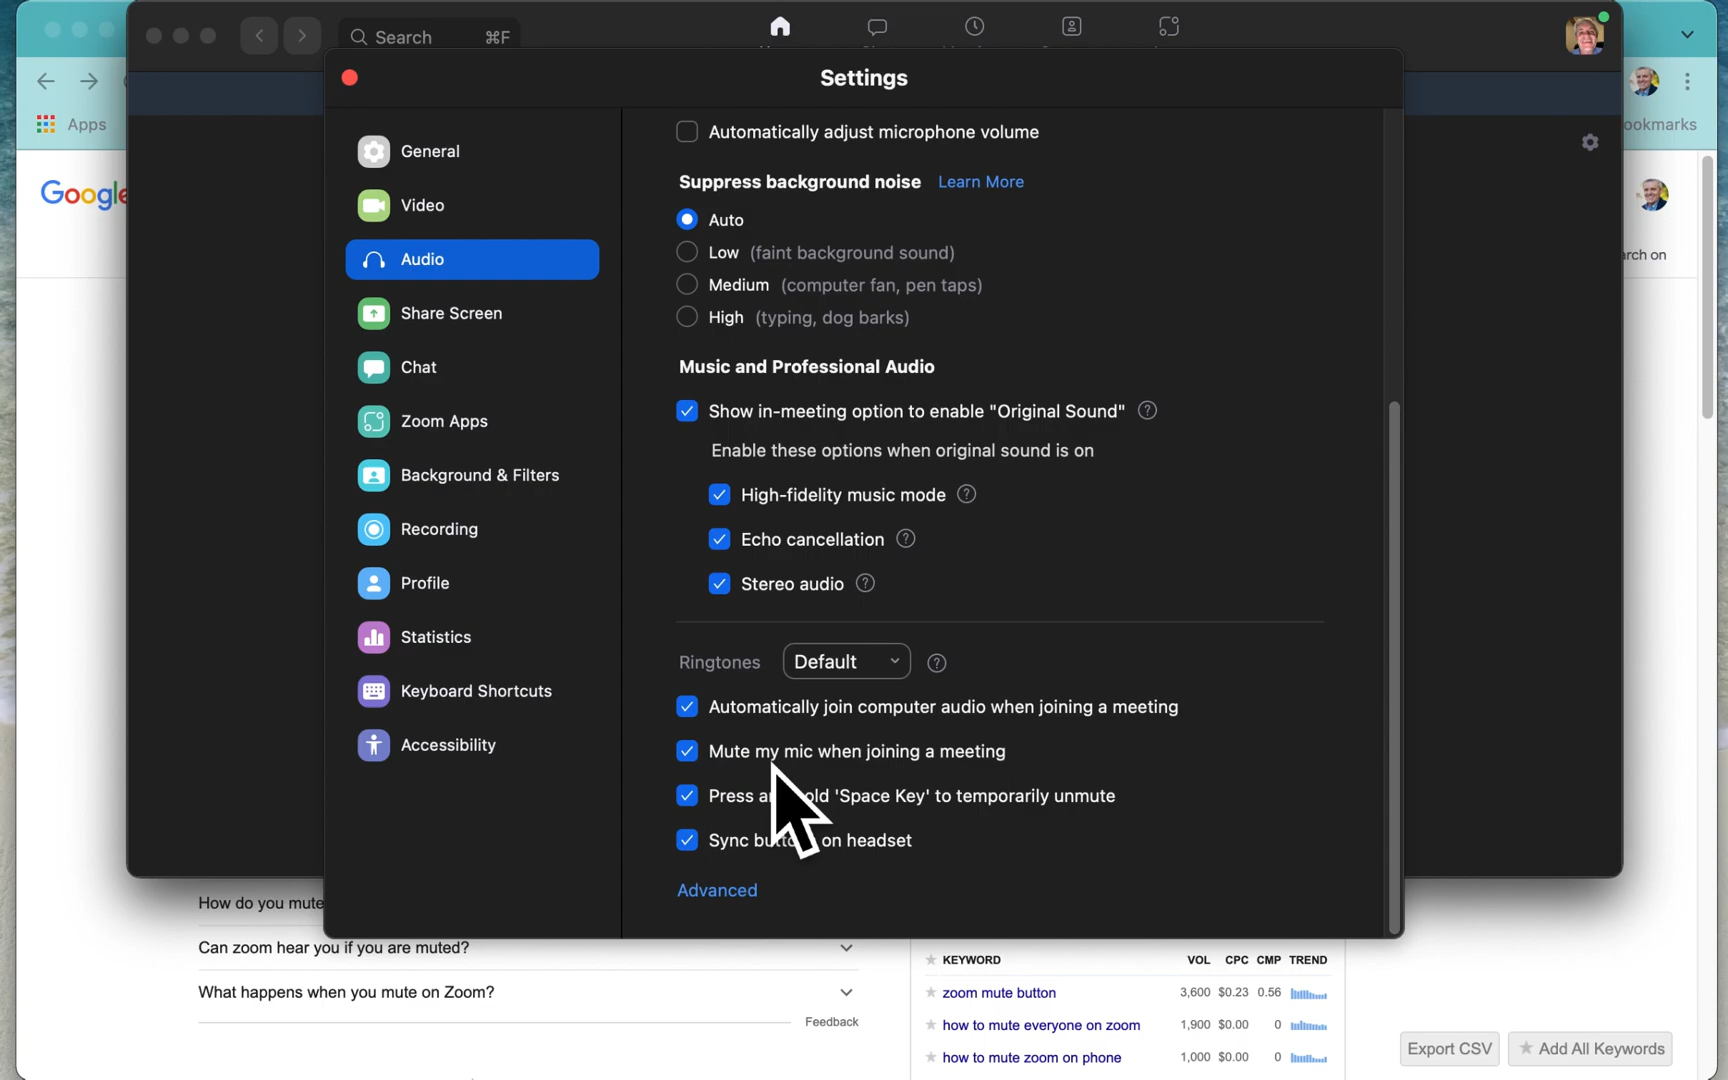 Search ⌘F
Settings
Apps
ookmarks
Google
arch on
General
Video
Audio
Share Screen
Chat
Zoom Apps
Background & Filters
Recording
Profile
Statistics
Keyboard Shortcuts
Accessibility
Automatically adjust microphone volume
Suppress background noise Learn More
Auto
Low (faint background sound)
Medium (computer fan, pen taps)
High (typing, dog barks)
Music and Professional Audio
Show in-meeting option to enable "Original Sound" ?
Enable these options when original sound is on
High-fidelity music mode ?
Echo cancellation ?
Stereo audio ?
Ringtones Default ?
Automatically join computer audio when joining a meeting
Mute my mic when joining a meeting
Press a old 'Space Key' to temporarily unmute
Sync on headset
Advanced
How do you mute
Can zoom hear you if you are muted?
What happens when you mute on Zoom?
Feedback
KEYWORD VOL CPC CMP TREND
zoom mute button 3,600 $0.23 0.56
how to mute everyone on zoom 1,900 $0.00 0
how to mute zoom on phone 1,000 $0.00 0
Export CSV Add All Keywords